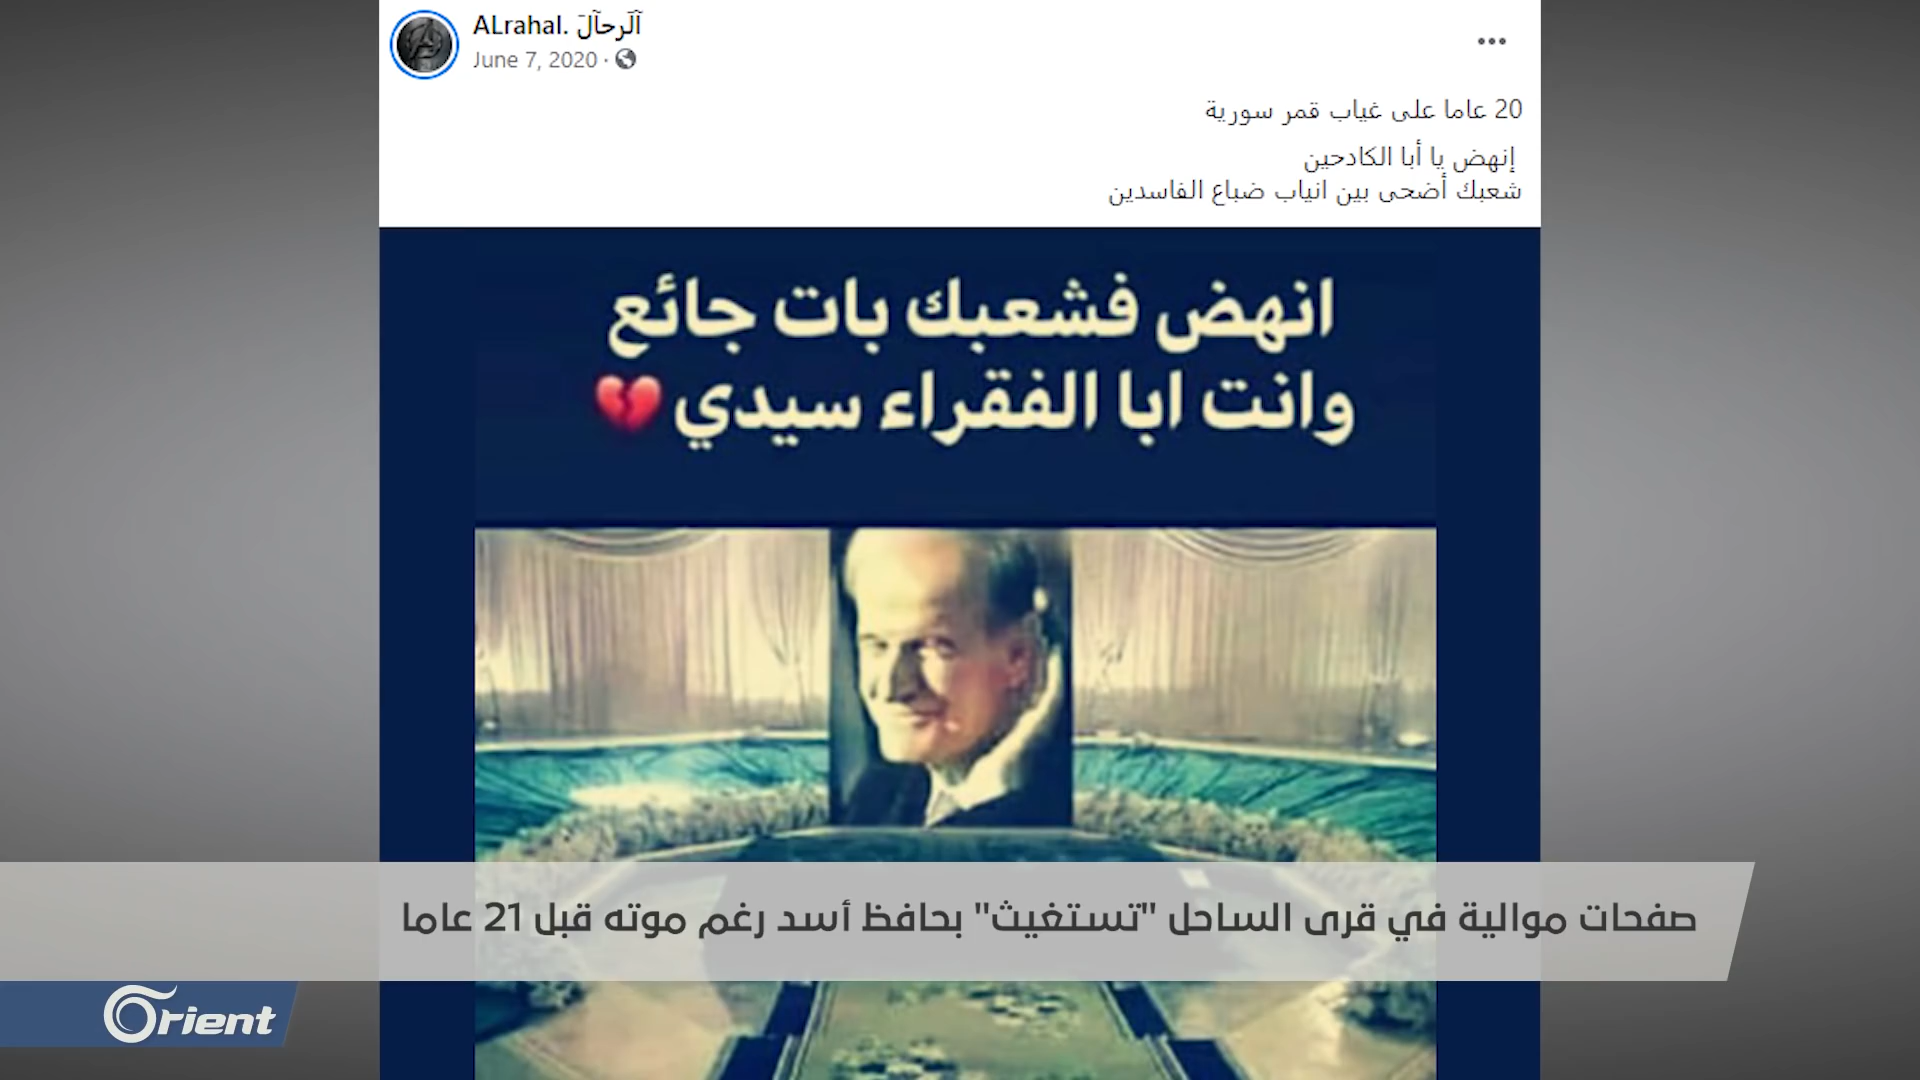 ALrahal. آلَرحآلَ
June 7, 2020 ·
20 عاما على غياب قمر سورية
إنهض يا أبا الكادحين
شعبك أضحى بين انياب ضباع الفاسدين
انهض فشعبك بات جائع
وانت ابا الفقراء سيدي 💔
صفحات موالية في قرى الساحل "تستغيث" بحافظ أسد رغم موته قبل 21 عاما
Orient